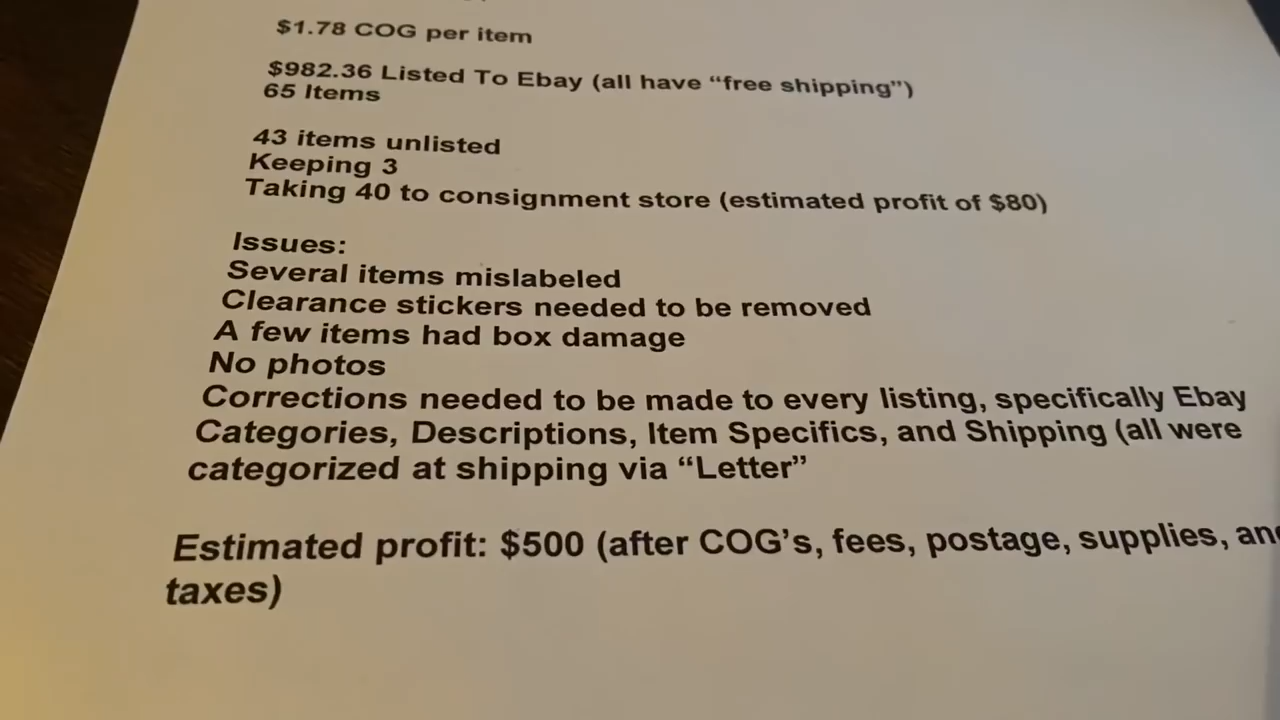 $1.78 COG per item
$982.36 Listed To Ebay (all have “free shipping”)
65 Items
43 items unlisted
Keeping 3
Taking 40 to consignment store (estimated profit of $80)
Issues:
Several items mislabeled
Clearance stickers needed to be removed
A few items had box damage
No photos
Corrections needed to be made to every listing, specifically Ebay
Categories, Descriptions, Item Specifics, and Shipping (all were
categorized at shipping via “Letter”
Estimated profit: $500 (after COG’s, fees, postage, supplies, and
taxes)